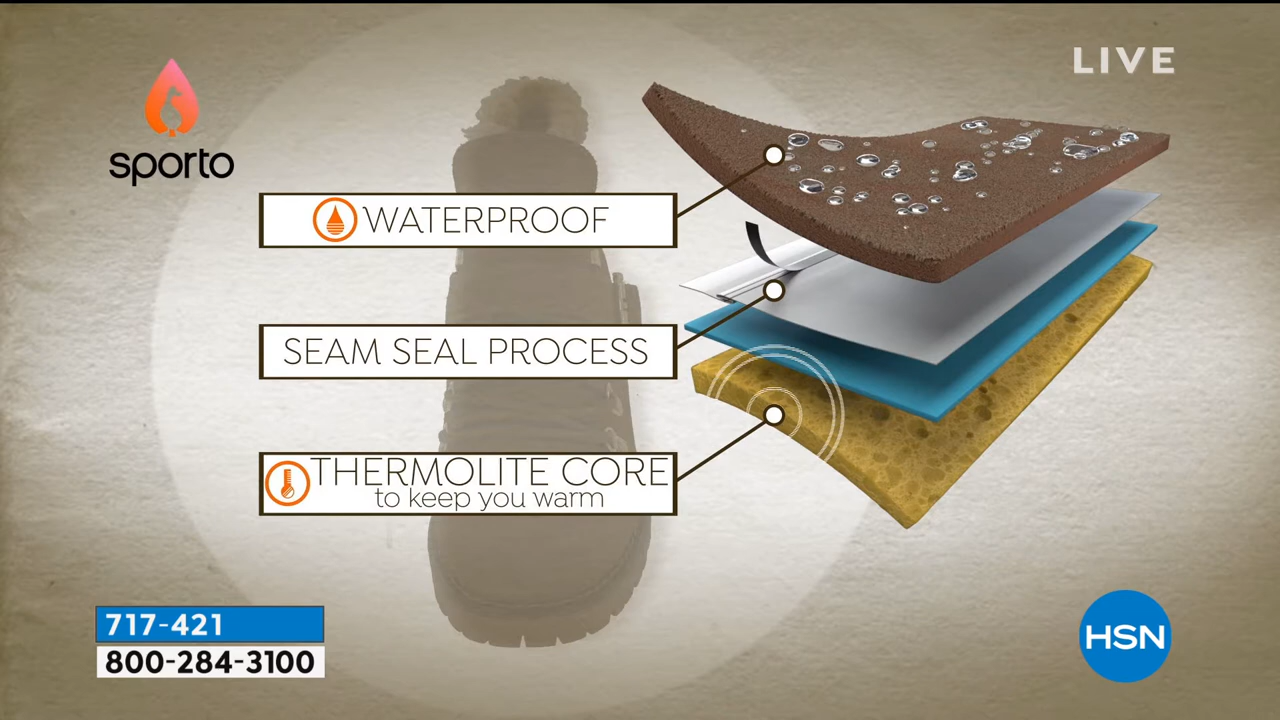 LIVE
sporto
WATERPROOF
SEAM SEAL PROCESS
THERMOLITE CORE
to keep you warm
717-421
800-284-3100
HSN